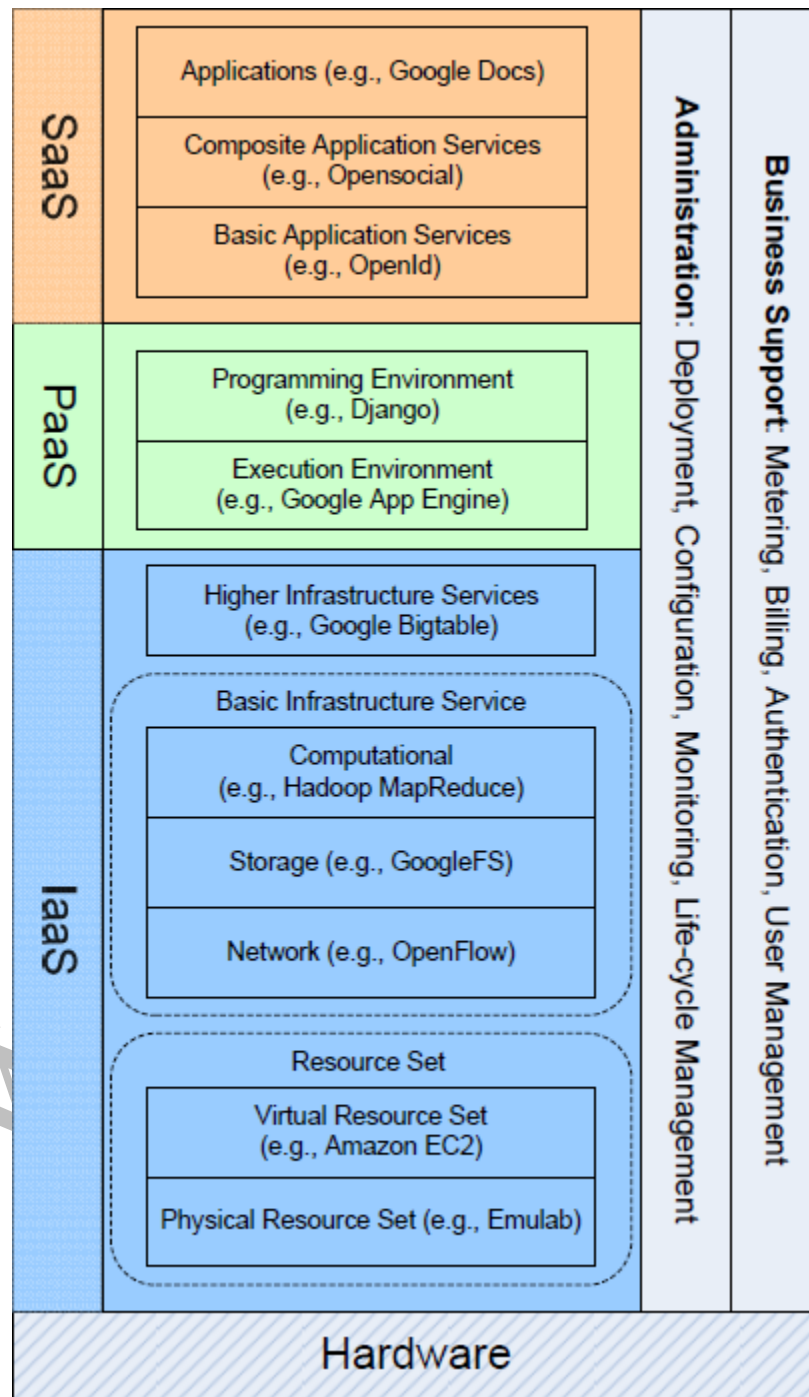 SaaS
Applications (e.g., Google Docs)
Composite Application Services
(e.g., Opensocial)
Basic Application Services
(e.g., OpenId)
PaaS
Programming Environment
(e.g., Django)
Execution Environment
(e.g., Google App Engine)
IaaS
Higher Infrastructure Services
(e.g., Google Bigtable)
Basic Infrastructure Service
Computational
(e.g., Hadoop MapReduce)
Storage (e.g., GoogleFS)
Network (e.g., OpenFlow)
Resource Set
Virtual Resource Set
(e.g., Amazon EC2)
Physical Resource Set (e.g., Emulab)
Administration: Deployment, Configuration, Monitoring, Life-cycle Management
Business Support: Metering, Billing, Authentication, User Management
Hardware